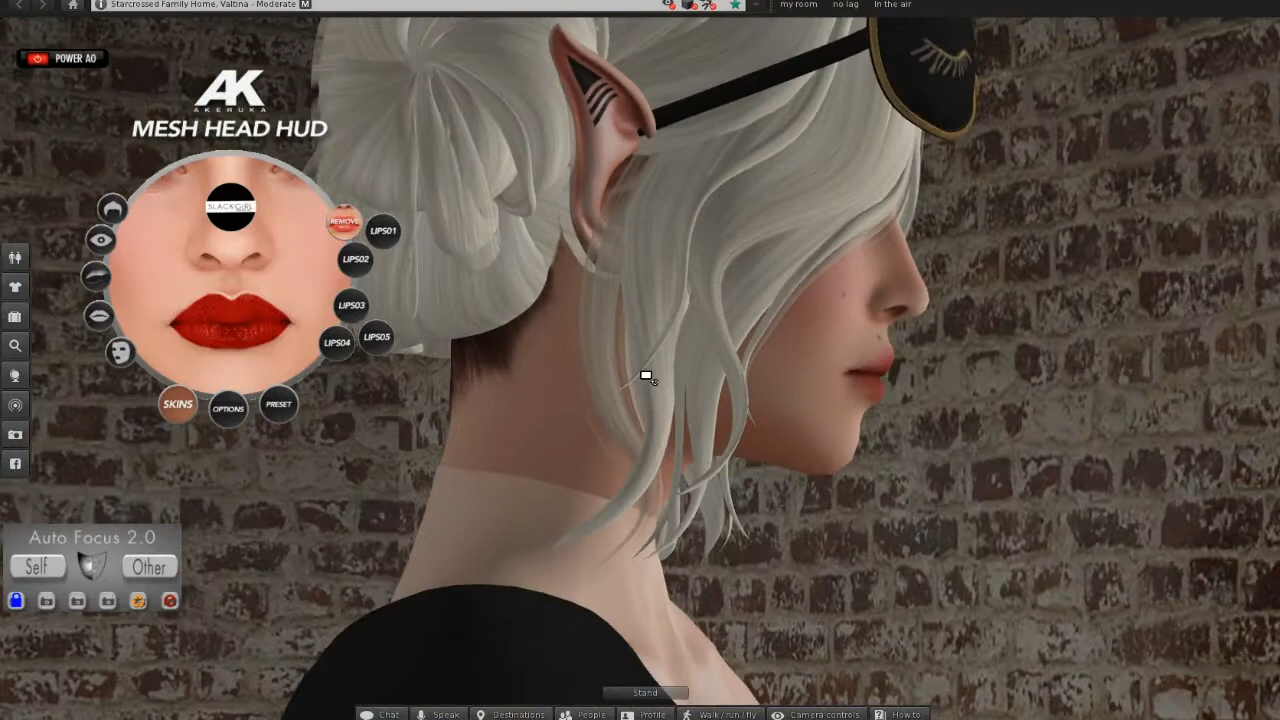 Starcrossed Family Home, Valtina - Moderate M
my room
no lag
In the air
POWER AO
AK
AKERUKA
MESH HEAD HUD
REMOVE
LIPS01
LIPS02
LIPS03
LIPS04
LIPS05
SKINS
OPTIONS
PRESET
Auto Focus 2.0
Self
Other
Stand
Chat
Speak
Destinations
People
Profile
Walk / run / fly
Camera controls
How to